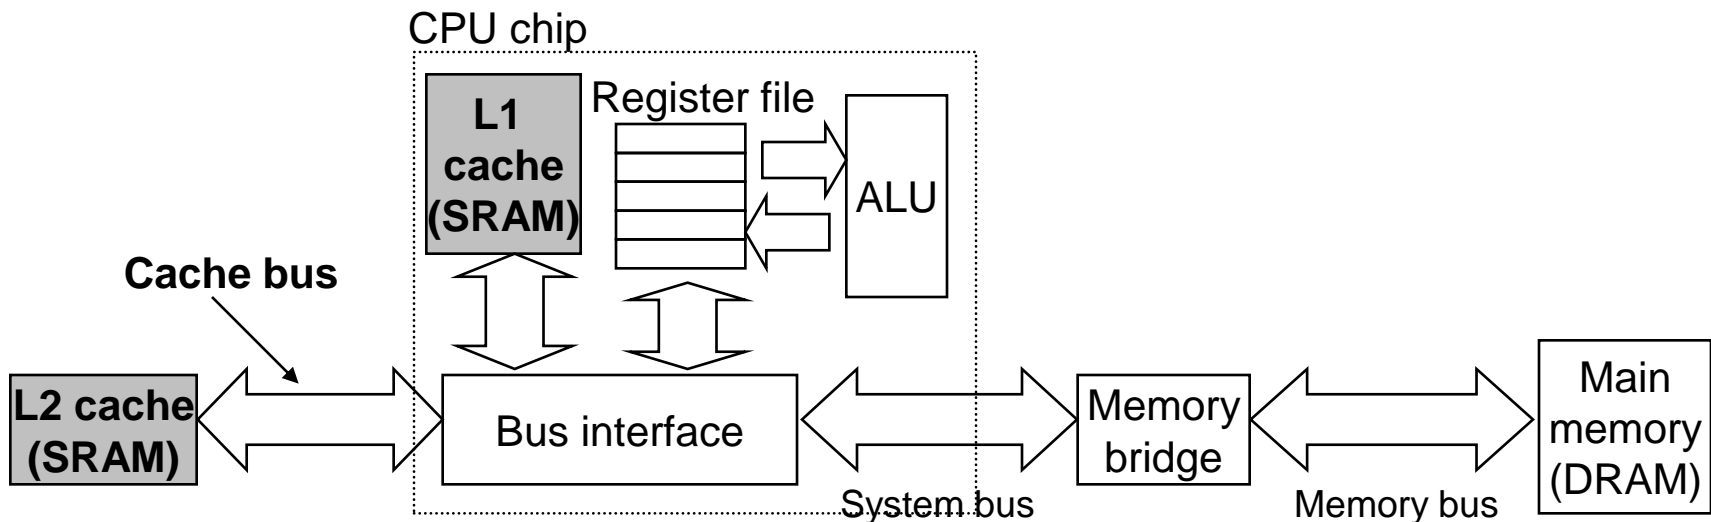 CPU chip
L1
cache
(SRAM)
Register file
ALU
Cache bus
L2 cache
(SRAM)
Bus interface
System bus
Memory
bridge
Memory bus
Main
memory
(DRAM)